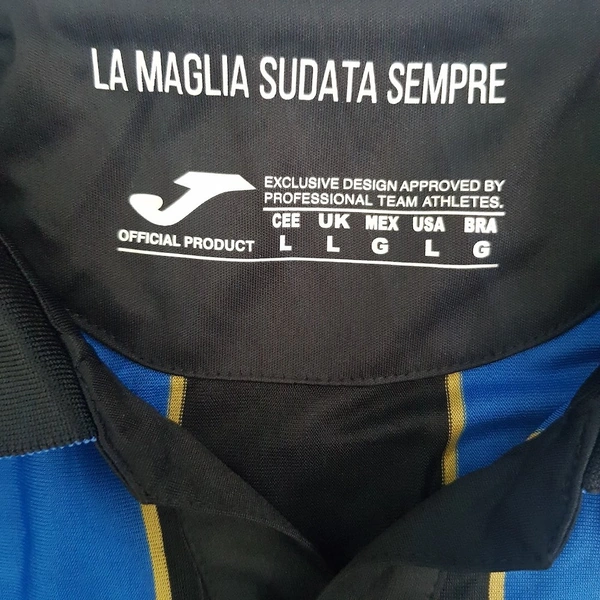 LA MAGLIA SUDATA SEMPRE
EXCLUSIVE DESIGN APPROVED BY
PROFESSIONAL TEAM ATHLETES.
CEE UK MEX USA BRA
OFFICIAL PRODUCT L L G L G